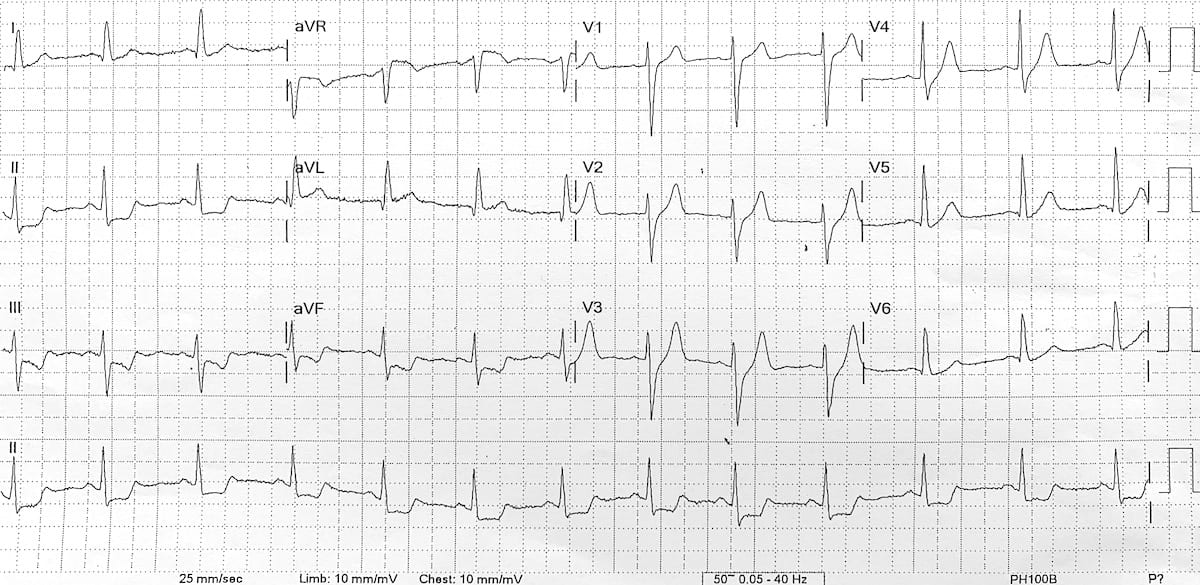 I aVR V1 V4
II aVL V2 V5
III aVF V3 V6
II
25 mm/sec Limb: 10 mm/mV Chest: 10 mm/mV 50~ 0.05 - 40 Hz PH100B P?